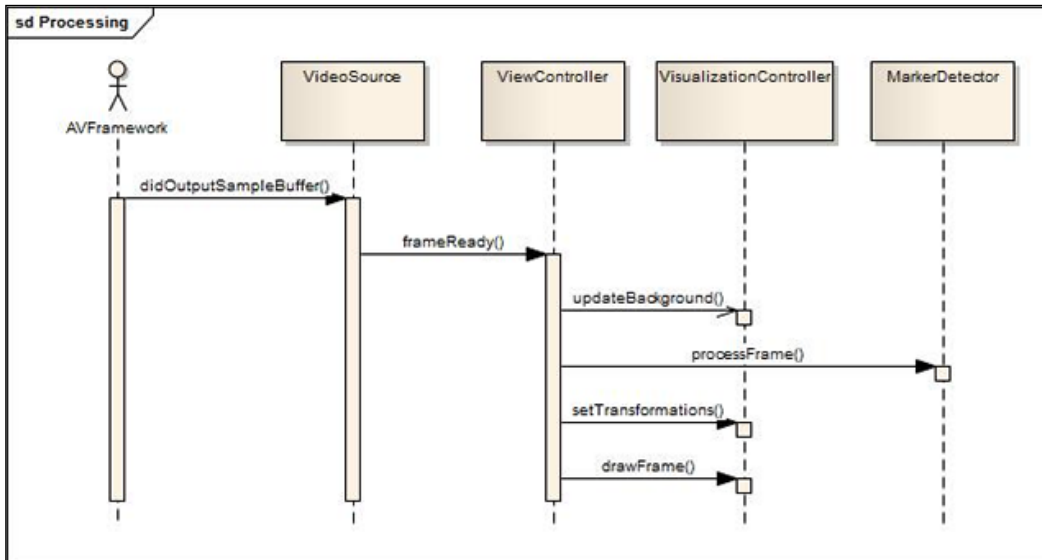 sd Processing
AVFramework
VideoSource
ViewController
VisualizationController
MarkerDetector
didOutputSampleBuffer()
frameReady()
updateBackground()
processFrame()
setTransformations()
drawFrame()